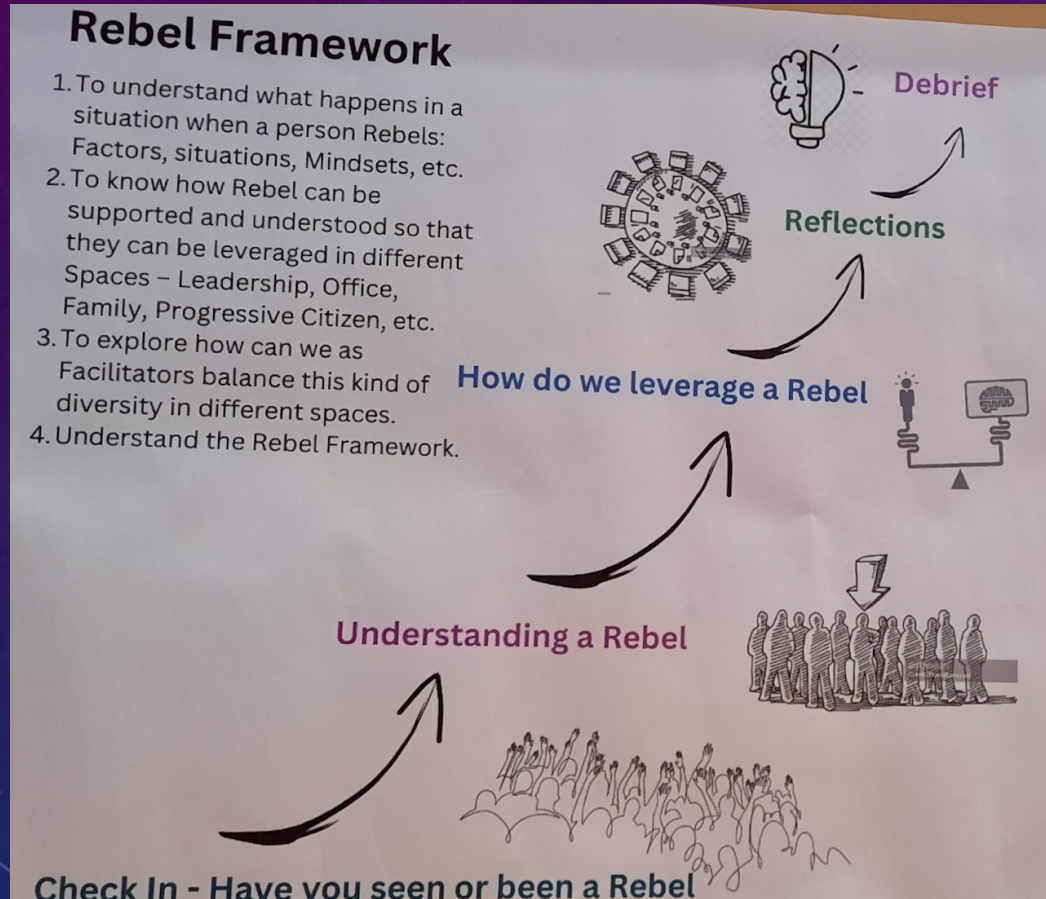 Rebel Framework
1. To understand what happens in a
situation when a person Rebels:
Factors, situations, Mindsets, etc.
2. To know how Rebel can be
supported and understood so that
they can be leveraged in different
Spaces – Leadership, Office,
Family, Progressive Citizen, etc.
3. To explore how can we as
Facilitators balance this kind of
diversity in different spaces.
4. Understand the Rebel Framework.
Debrief
Reflections
How do we leverage a Rebel
Understanding a Rebel
Check In - Have you seen or been a Rebel